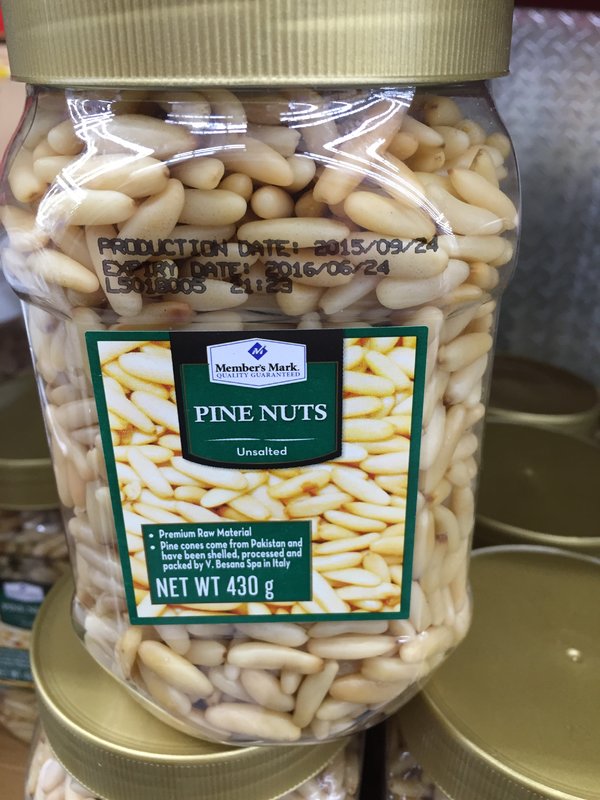 PRODUCTION DATE: 2015/09/24
EXPIRY DATE: 2016/06/24
L5018005 21:23
Member's Mark.
QUALITY GUARANTEED
PINE NUTS
Unsalted
• Premium Raw Material
• Pine cones come from Pakistan and
have been shelled, processed and
packed by V. Besana Spa in Italy
NET WT 430 g